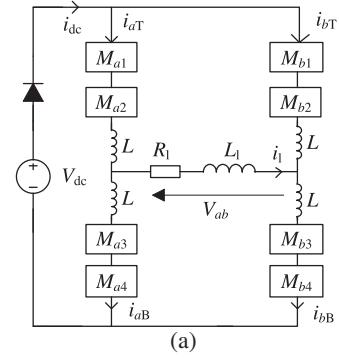 i_dc i_aT i_bT
M_a1 M_b1
M_a2 M_b2
L R_l L_l i_l L
+ V_dc L V_ab L
−
M_a3 M_b3
M_a4 M_b4
i_aB i_bB
(a)